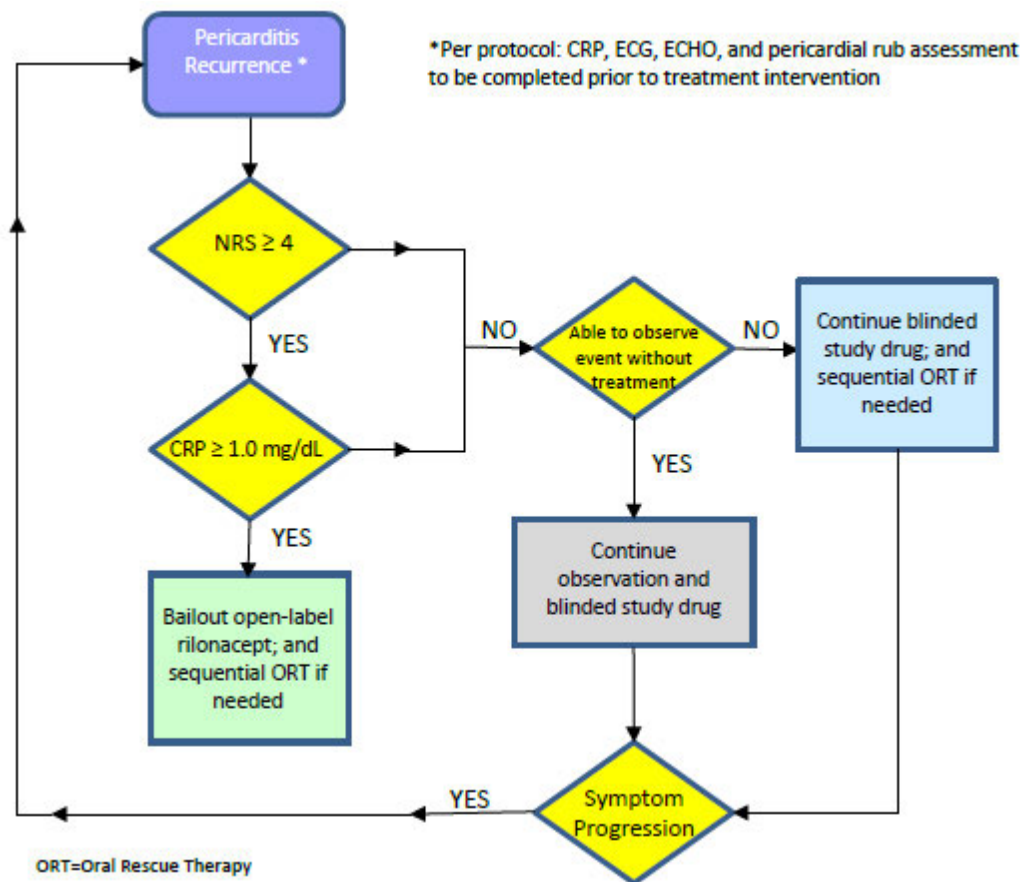 Pericarditis
Recurrence *
*Per protocol: CRP, ECG, ECHO, and pericardial rub assessment
to be completed prior to treatment intervention
NRS ≥ 4
YES
NO
Able to observe
event without
treatment
NO
Continue blinded
study drug; and
sequential ORT if
needed
CRP ≥ 1.0 mg/dL
YES
YES
Continue
observation and
blinded study drug
Bailout open-label
rilonacept; and
sequential ORT if
needed
YES
Symptom
Progression
ORT=Oral Rescue Therapy